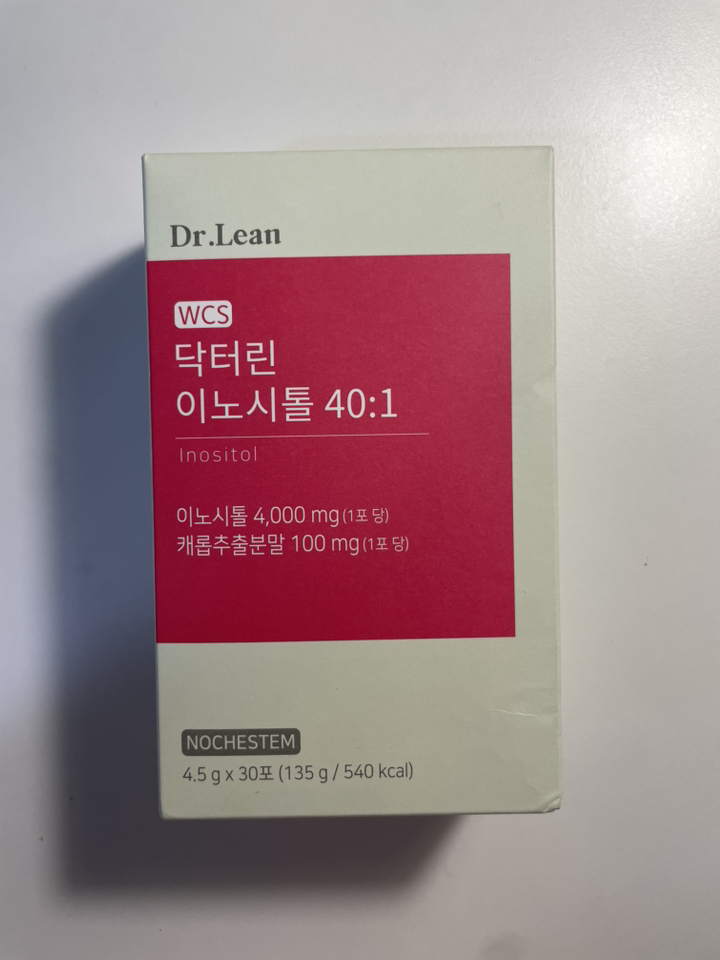 Dr.Lean
WCS
닥터린
이노시톨 40:1
Inositol
이노시톨 4,000 mg(1포 당)
캐롭추출분말 100 mg(1포 당)
NOCHESTEM
4.5 g x 30포 (135 g / 540 kcal)